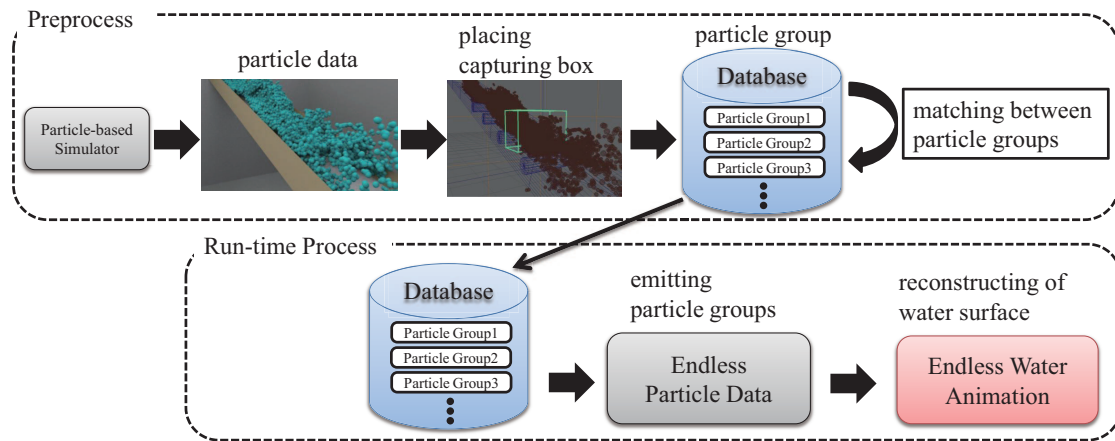 Preprocess
particle data
placing
capturing box
particle group
Particle-based
Simulator
Database
Particle Group1
Particle Group2
Particle Group3
matching between
particle groups
Run-time Process
Database
Particle Group1
Particle Group2
Particle Group3
emitting
particle groups
Endless
Particle Data
reconstructing of
water surface
Endless Water
Animation